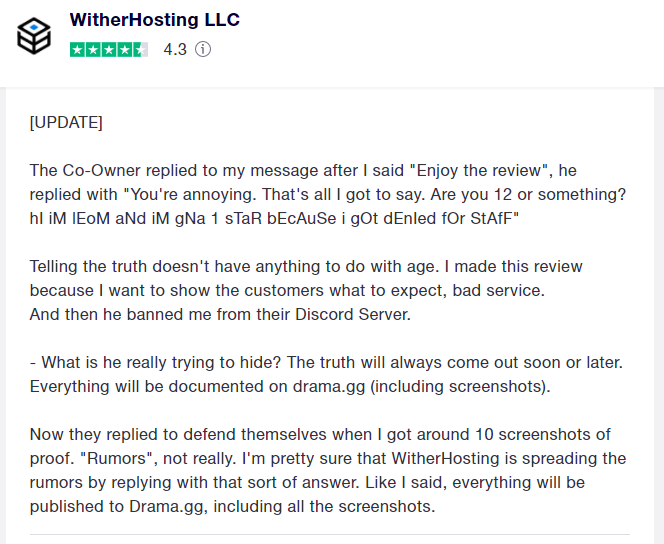 WitherHosting LLC
4.3
[UPDATE]
The Co-Owner replied to my message after I said "Enjoy the review", he
replied with "You're annoying. That's all I got to say. Are you 12 or something?
hI iM lEoM aNd iM gNa 1 sTaR bEcAuSe i gOt dEnIed fOr StAfF"
Telling the truth doesn't have anything to do with age. I made this review
because I want to show the customers what to expect, bad service.
And then he banned me from their Discord Server.
- What is he really trying to hide? The truth will always come out soon or later.
Everything will be documented on drama.gg (including screenshots).
Now they replied to defend themselves when I got around 10 screenshots of
proof. "Rumors", not really. I'm pretty sure that WitherHosting is spreading the
rumors by replying with that sort of answer. Like I said, everything will be
published to Drama.gg, including all the screenshots.